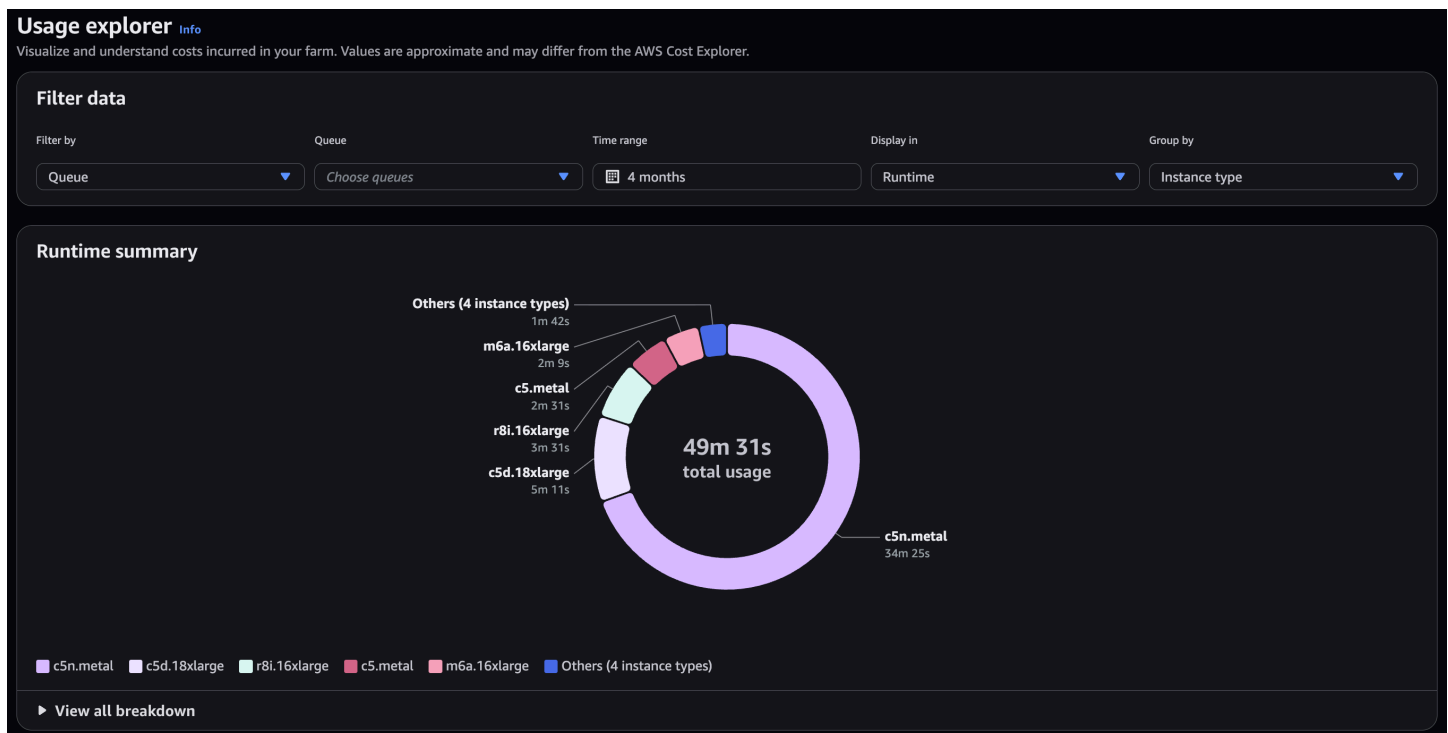 Usage explorer Info
Visualize and understand costs incurred in your farm. Values are approximate and may differ from the AWS Cost Explorer.
Filter data
Filter by
Queue
Queue
Choose queues
Time range
4 months
Display in
Runtime
Group by
Instance type
Runtime summary
Others (4 instance types)
1m 42s
m6a.16xlarge
2m 9s
c5.metal
2m 31s
r8i.16xlarge
3m 31s
c5d.18xlarge
5m 11s
49m 31s
total usage
c5n.metal
34m 25s
c5n.metal c5d.18xlarge r8i.16xlarge c5.metal m6a.16xlarge Others (4 instance types)
View all breakdown